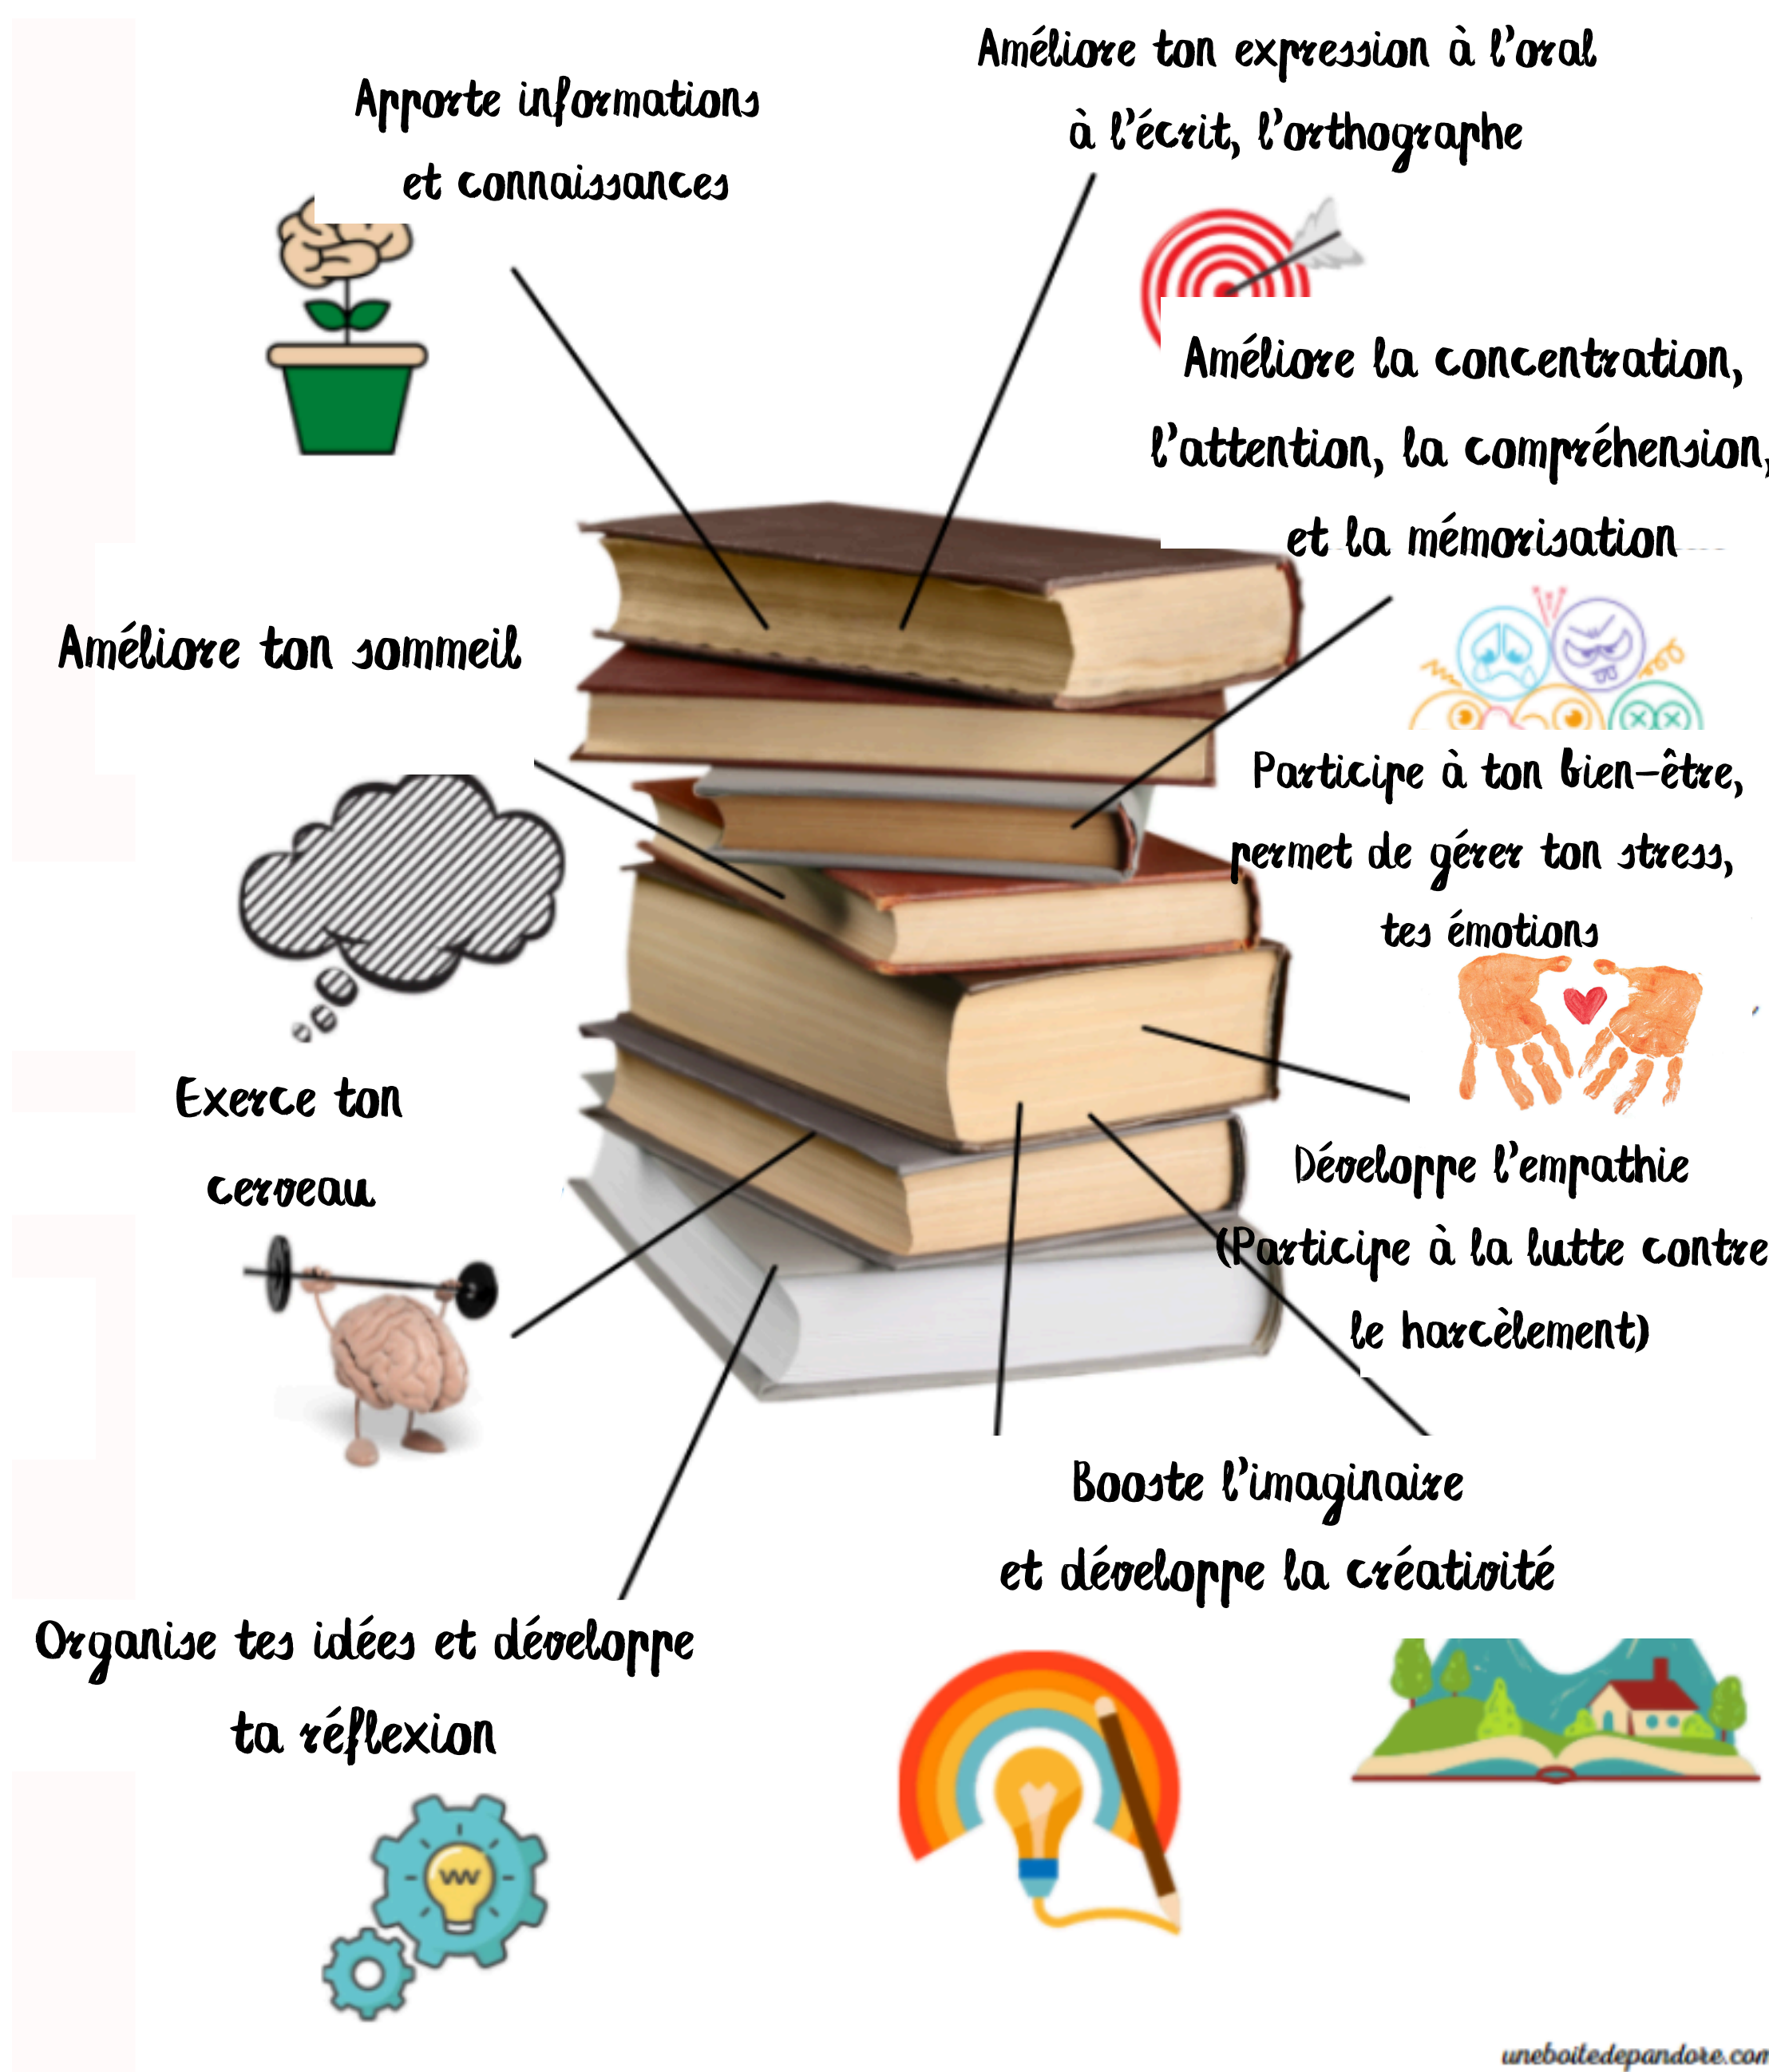 Apporte informations
et connaissances
Améliore ton expression à l'oral
à l'écrit, l'orthographe
Améliore la concentration,
l'attention, la compréhension,
et la mémorisation
Améliore ton sommeil
Participe à ton bien-être,
permet de gérer ton stress,
tes émotions
Exerce ton
cerveau
Développe l'empathie
(Participe à la lutte contre
le harcèlement)
Booste l'imaginaire
et développe la créativité
Organise tes idées et développe
ta réflexion
uneboitedepandore.com